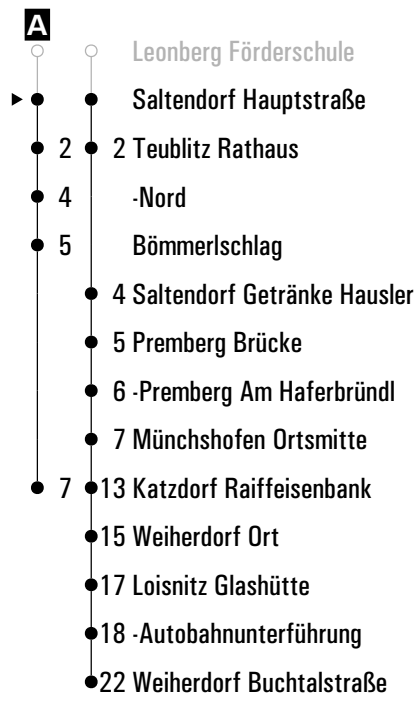 A
Leonberg Förderschule
Saltendorf Hauptstraße
2 2 Teublitz Rathaus
4 -Nord
5 Bömmerlschlag
4 Saltendorf Getränke Hausler
5 Premberg Brücke
6 -Premberg Am Haferbründl
7 Münchshofen Ortsmitte
7 13 Katzdorf Raiffeisenbank
15 Weiherdorf Ort
17 Loisnitz Glashütte
18 -Autobahnunterführung
22 Weiherdorf Buchtalstraße